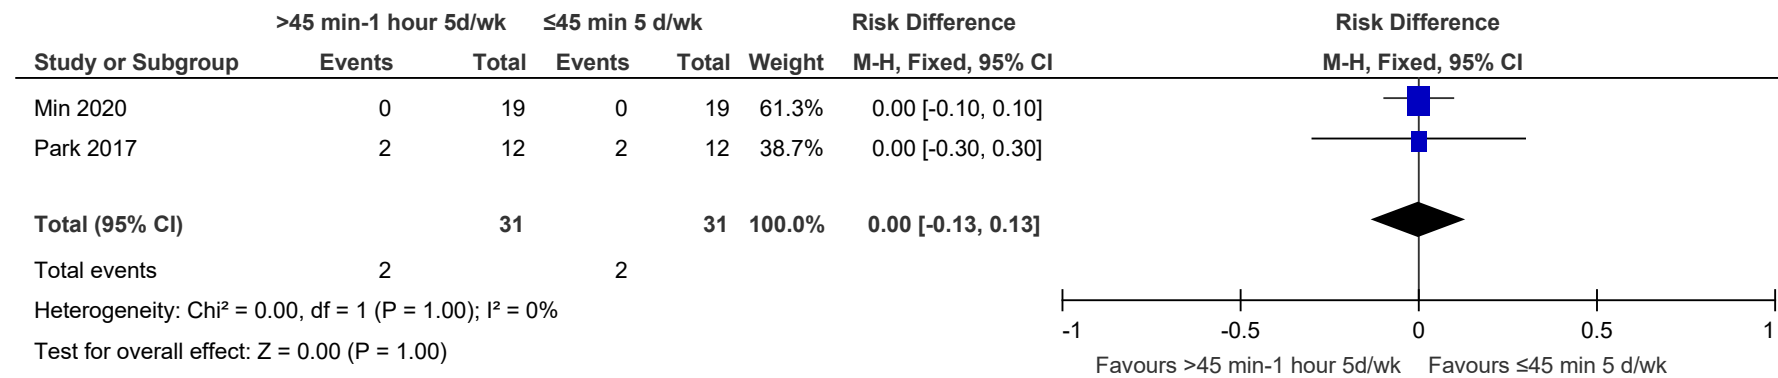 >45 min-1 hour 5d/wk ≤45 min 5 d/wk Risk Difference Risk Difference
Study or Subgroup Events Total Events Total Weight M-H, Fixed, 95% CI M-H, Fixed, 95% CI
Min 2020 0 19 0 19 61.3% 0.00 [-0.10, 0.10]
Park 2017 2 12 2 12 38.7% 0.00 [-0.30, 0.30]
Total (95% CI) 31 31 100.0% 0.00 [-0.13, 0.13]
Total events 2 2
Heterogeneity: Chi² = 0.00, df = 1 (P = 1.00); I² = 0%
Test for overall effect: Z = 0.00 (P = 1.00)
-1 -0.5 0 0.5 1
Favours >45 min-1 hour 5d/wk Favours ≤45 min 5 d/wk